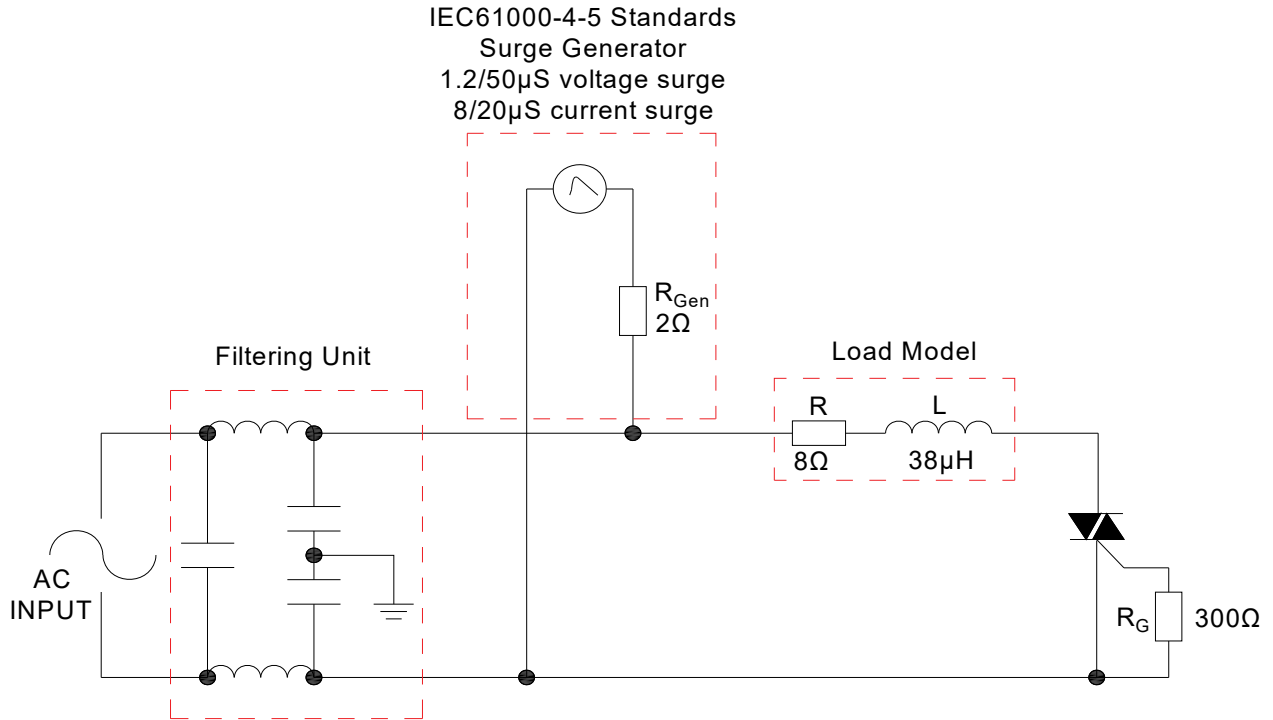 IEC61000-4-5 Standards
Surge Generator
1.2/50µS voltage surge
8/20µS current surge
R_Gen
2Ω
Filtering Unit
Load Model
R
L
8Ω
38µH
AC
INPUT
R_G
300Ω